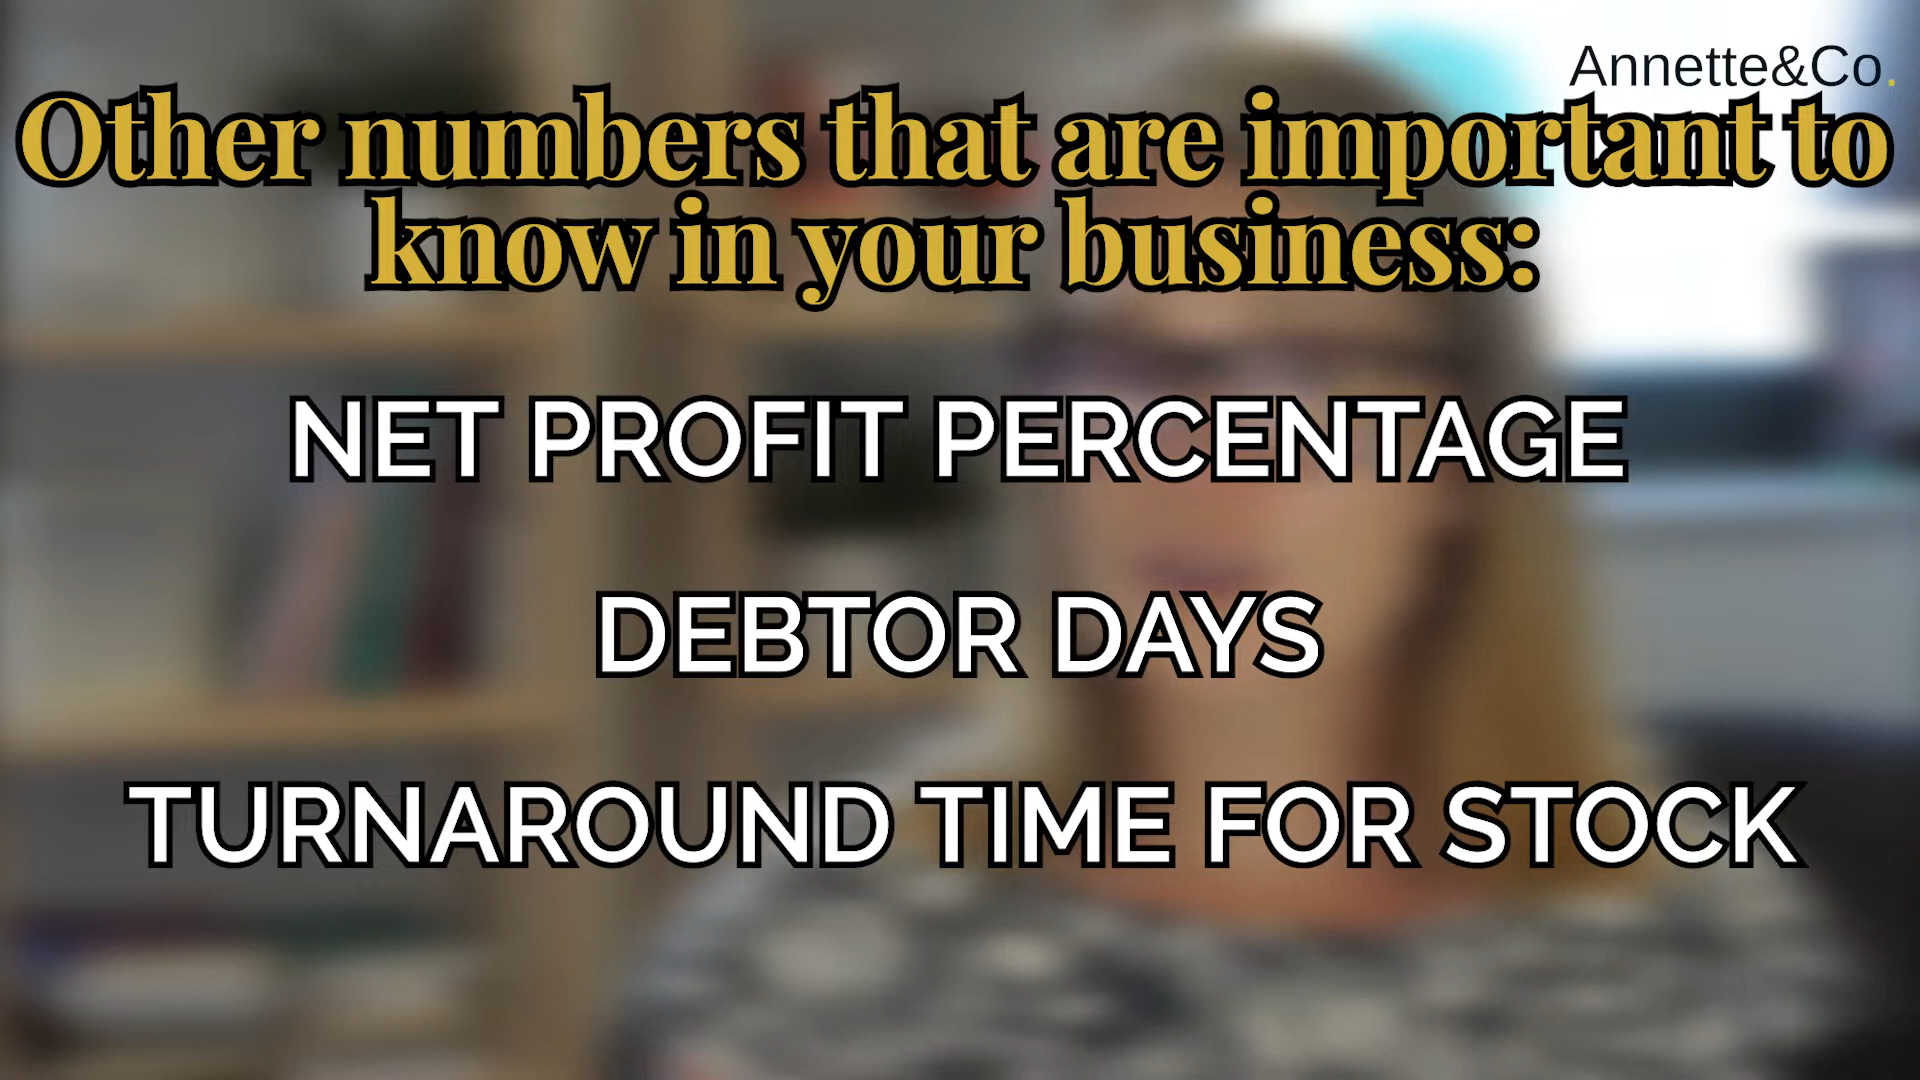 Annette&Co.
Other numbers that are important to
know in your business:
NET PROFIT PERCENTAGE
DEBTOR DAYS
TURNAROUND TIME FOR STOCK